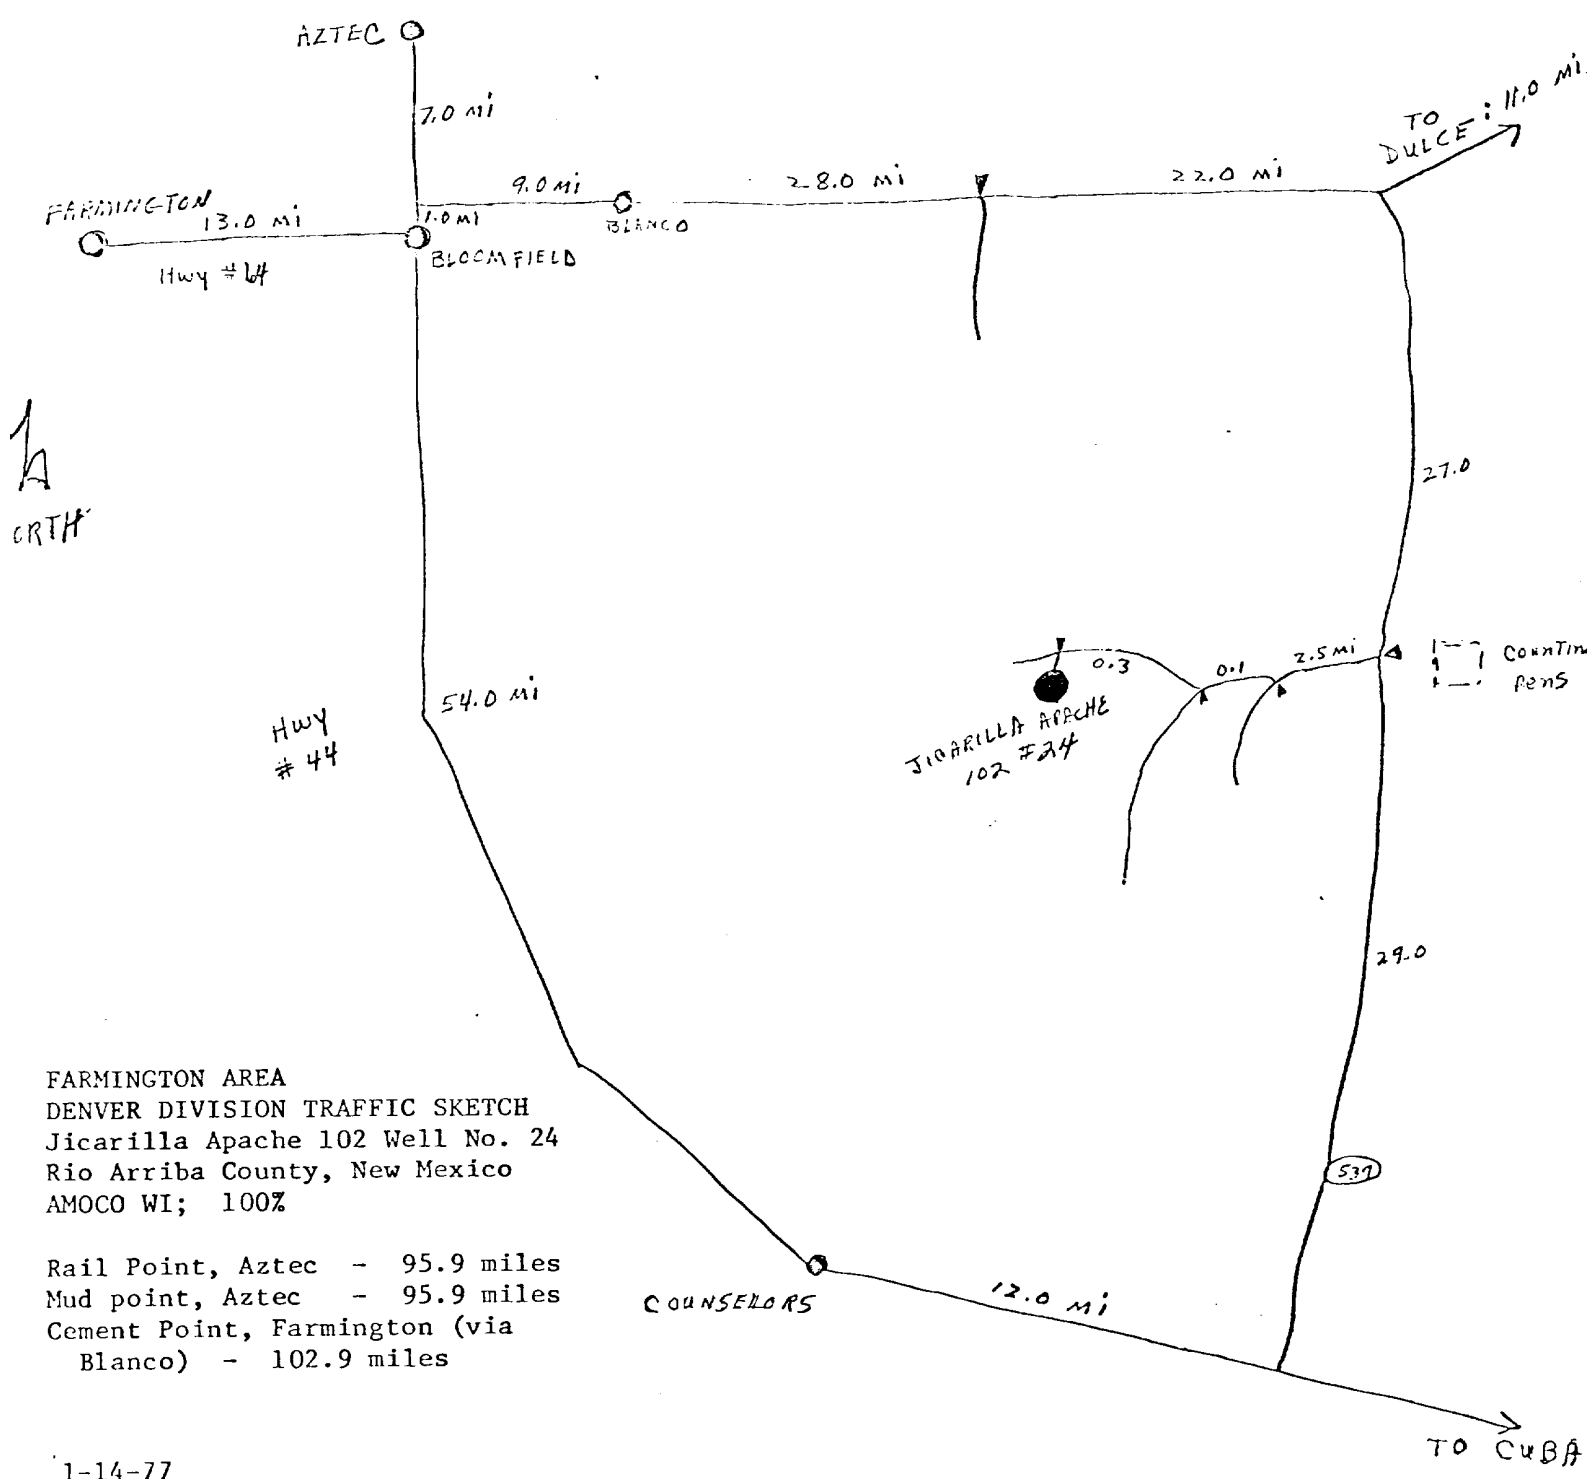 AZTEC
7.0 mi
TO
DULCE: 11.0 mi.
FARMINGTON
13.0 mi
9.0 mi
28.0 mi
22.0 mi
1.0 mi
BLANCO
BLOOMFIELD
Hwy #64
ORTH
27.0
0.3
0.1
2.5 mi
COUNTIN
Pens
JICARILLA APACHE
102 #24
54.0 mi
HWY
# 44
29.0
537
FARMINGTON AREA
DENVER DIVISION TRAFFIC SKETCH
Jicarilla Apache 102 Well No. 24
Rio Arriba County, New Mexico
AMOCO WI; 100%
Rail Point, Aztec - 95.9 miles
Mud point, Aztec - 95.9 miles
Cement Point, Farmington (via
Blanco) - 102.9 miles
COUNSELORS
12.0 mi
TO CUBA
1-14-77